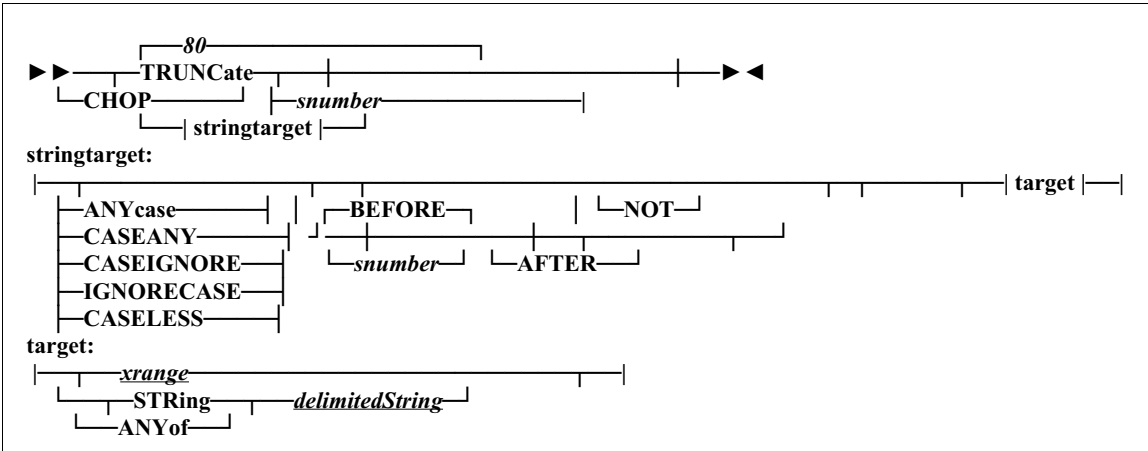 80
►►TRUNCate►◄
CHOP snumber
| stringtarget |
stringtarget:
| target |
ANYcase BEFORE NOT
CASEANY
CASEIGNORE snumber AFTER
IGNORECASE
CASELESS
target:
xrange
STRing delimitedString
ANYof